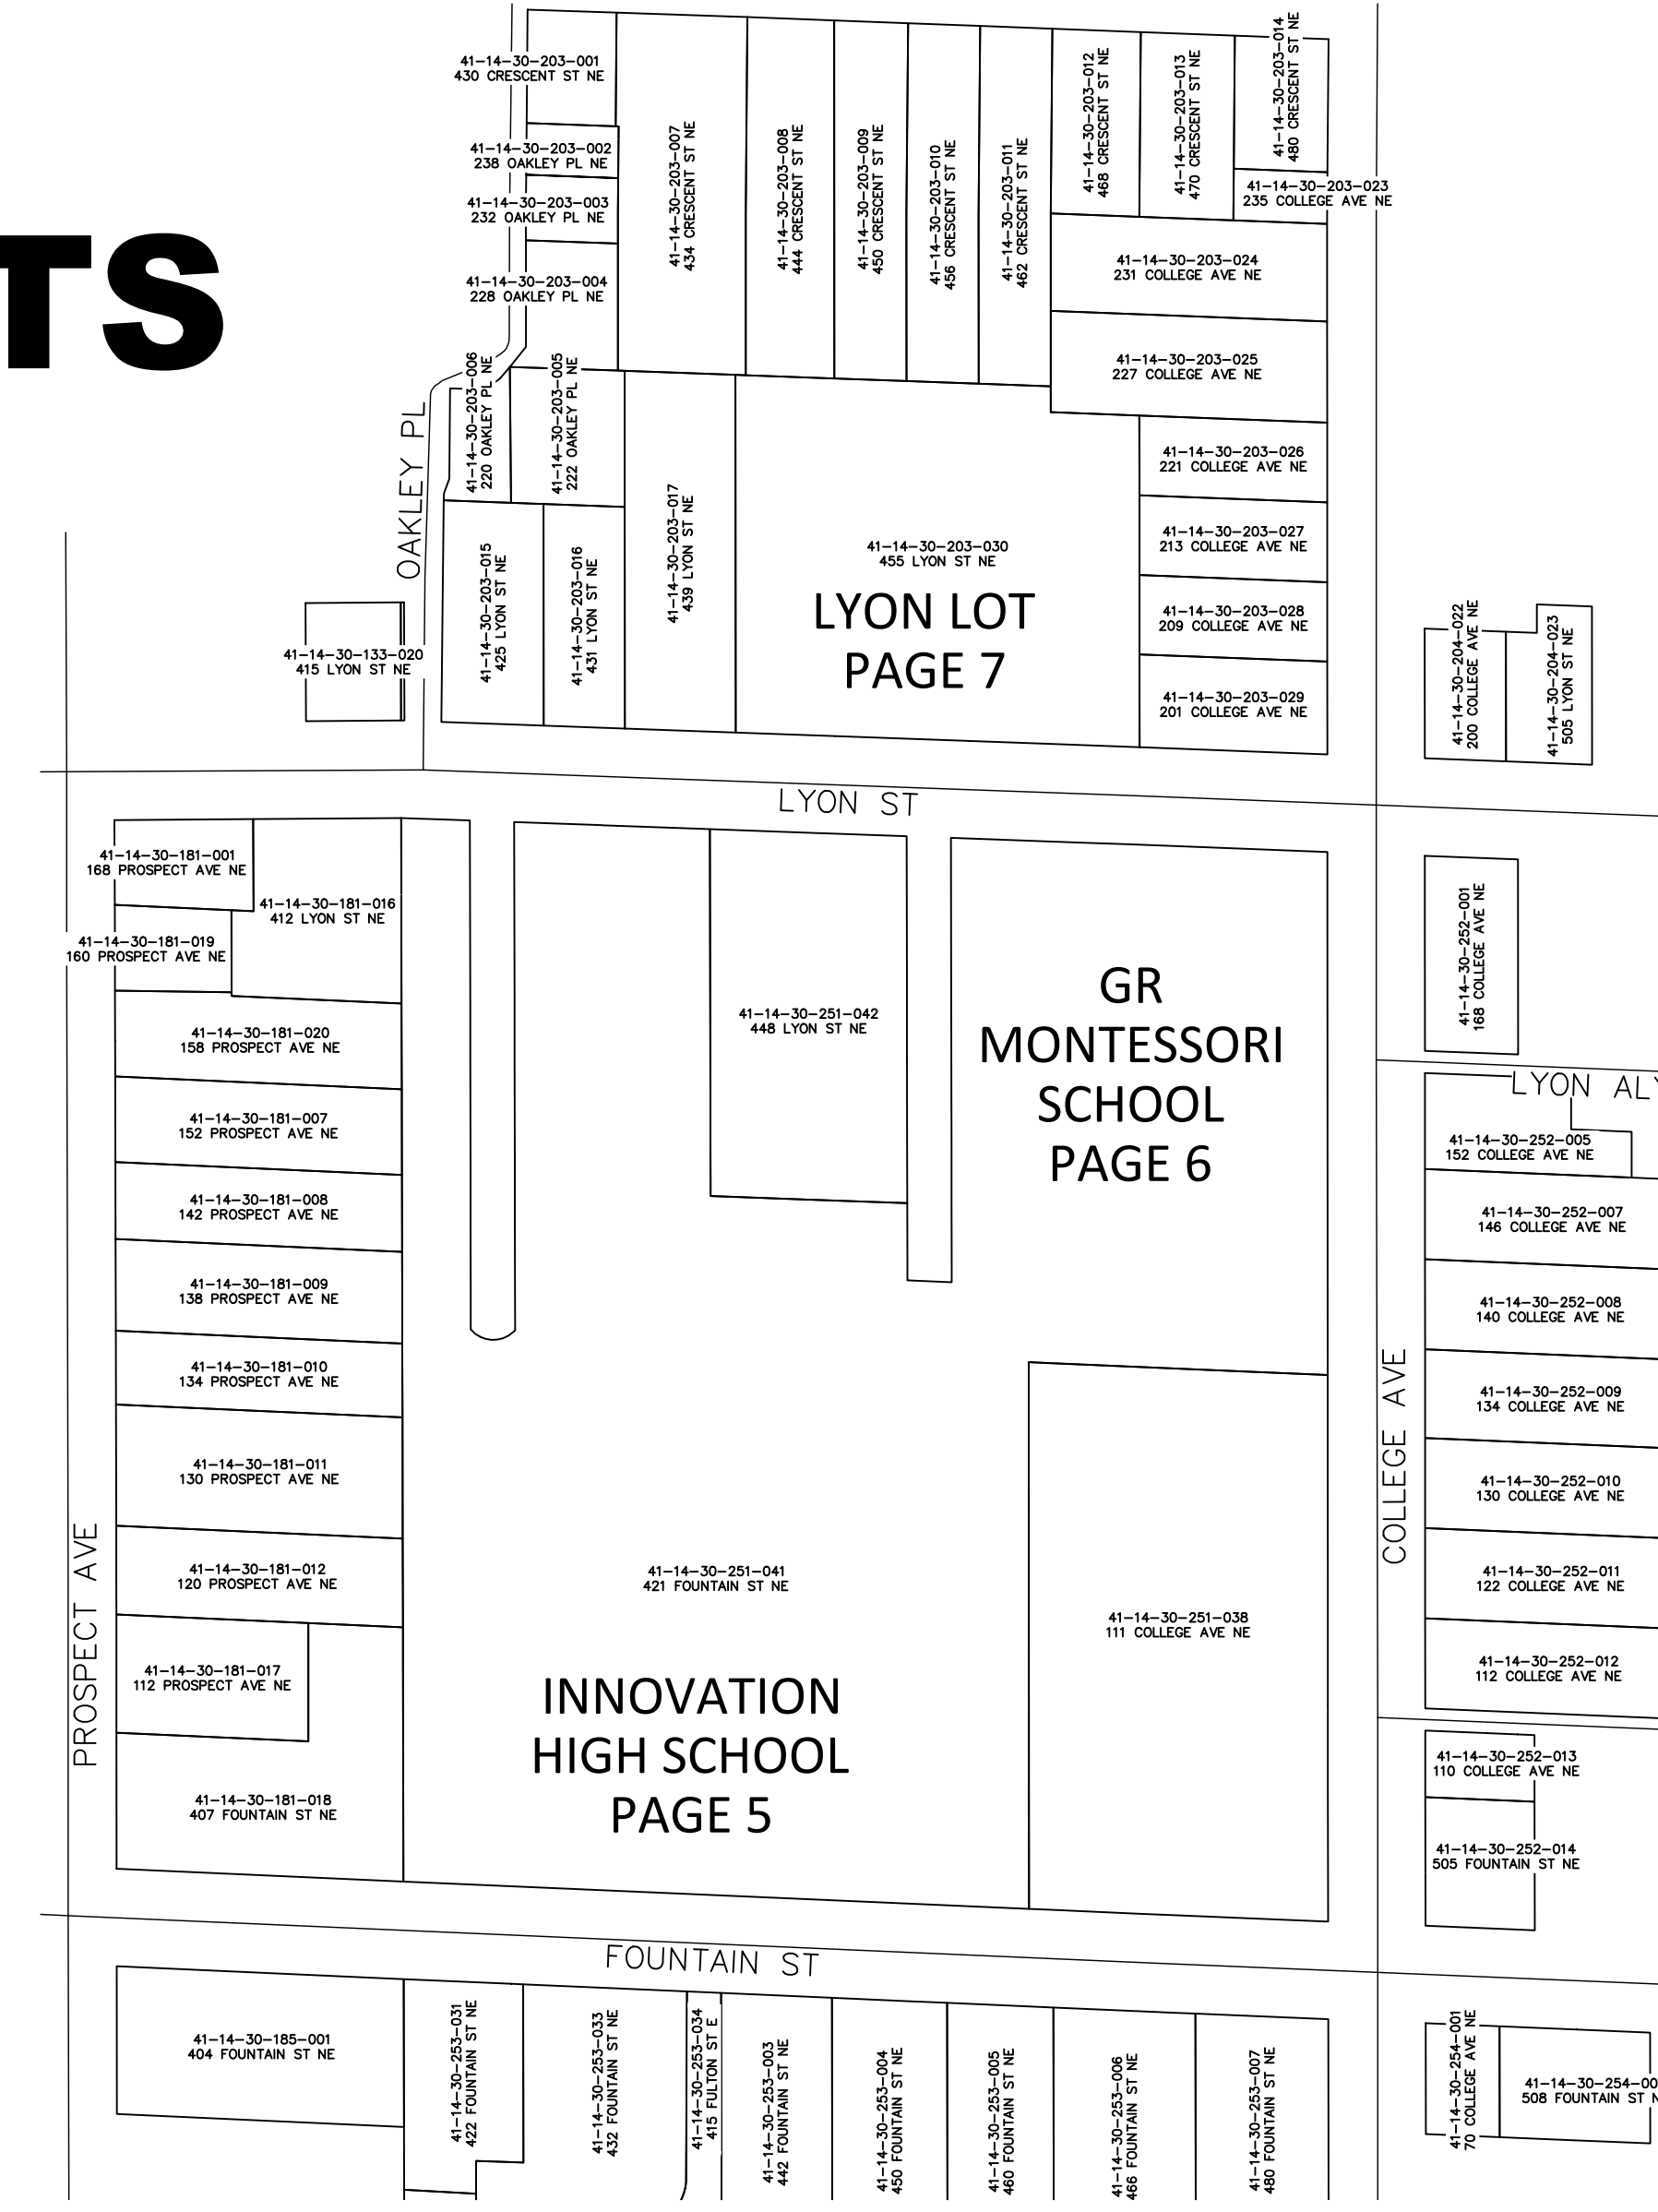 TS
41-14-30-203-001
430 CRESCENT ST NE
41-14-30-203-002
238 OAKLEY PL NE
41-14-30-203-003
232 OAKLEY PL NE
41-14-30-203-004
228 OAKLEY PL NE
41-14-30-203-006
220 OAKLEY PL NE
41-14-30-203-005
222 OAKLEY PL NE
41-14-30-203-007
434 CRESCENT ST NE
41-14-30-203-008
444 CRESCENT ST NE
41-14-30-203-009
450 CRESCENT ST NE
41-14-30-203-010
456 CRESCENT ST NE
41-14-30-203-011
462 CRESCENT ST NE
41-14-30-203-012
468 CRESCENT ST NE
41-14-30-203-013
470 CRESCENT ST NE
41-14-30-203-014
480 CRESCENT ST NE
41-14-30-203-023
235 COLLEGE AVE NE
41-14-30-203-024
231 COLLEGE AVE NE
41-14-30-203-025
227 COLLEGE AVE NE
41-14-30-203-026
221 COLLEGE AVE NE
41-14-30-203-027
213 COLLEGE AVE NE
41-14-30-203-028
209 COLLEGE AVE NE
41-14-30-203-029
201 COLLEGE AVE NE
OAKLEY PL
41-14-30-133-020
415 LYON ST NE
41-14-30-203-015
425 LYON ST NE
41-14-30-203-016
431 LYON ST NE
41-14-30-203-017
439 LYON ST NE
41-14-30-203-030
455 LYON ST NE
LYON LOT
PAGE 7
41-14-30-204-022
200 COLLEGE AVE NE
41-14-30-204-023
505 LYON ST NE
LYON ST
41-14-30-181-001
168 PROSPECT AVE NE
41-14-30-181-016
412 LYON ST NE
41-14-30-181-019
160 PROSPECT AVE NE
41-14-30-181-020
158 PROSPECT AVE NE
41-14-30-181-007
152 PROSPECT AVE NE
41-14-30-181-008
142 PROSPECT AVE NE
41-14-30-181-009
138 PROSPECT AVE NE
41-14-30-181-010
134 PROSPECT AVE NE
41-14-30-181-011
130 PROSPECT AVE NE
41-14-30-181-012
120 PROSPECT AVE NE
41-14-30-181-017
112 PROSPECT AVE NE
41-14-30-181-018
407 FOUNTAIN ST NE
PROSPECT AVE
41-14-30-251-042
448 LYON ST NE
GR
MONTESSORI
SCHOOL
PAGE 6
41-14-30-251-041
421 FOUNTAIN ST NE
INNOVATION
HIGH SCHOOL
PAGE 5
41-14-30-251-038
111 COLLEGE AVE NE
COLLEGE AVE
41-14-30-252-001
168 COLLEGE AVE NE
LYON AL
41-14-30-252-005
152 COLLEGE AVE NE
41-14-30-252-007
146 COLLEGE AVE NE
41-14-30-252-008
140 COLLEGE AVE NE
41-14-30-252-009
134 COLLEGE AVE NE
41-14-30-252-010
130 COLLEGE AVE NE
41-14-30-252-011
122 COLLEGE AVE NE
41-14-30-252-012
112 COLLEGE AVE NE
41-14-30-252-013
110 COLLEGE AVE NE
41-14-30-252-014
505 FOUNTAIN ST NE
FOUNTAIN ST
41-14-30-185-001
404 FOUNTAIN ST NE
41-14-30-253-031
422 FOUNTAIN ST NE
41-14-30-253-033
432 FOUNTAIN ST NE
41-14-30-253-034
415 FULTON ST E
41-14-30-253-003
442 FOUNTAIN ST NE
41-14-30-253-004
450 FOUNTAIN ST NE
41-14-30-253-005
460 FOUNTAIN ST NE
41-14-30-253-006
466 FOUNTAIN ST NE
41-14-30-253-007
480 FOUNTAIN ST NE
41-14-30-254-001
70 COLLEGE AVE NE
41-14-30-254-00
508 FOUNTAIN ST